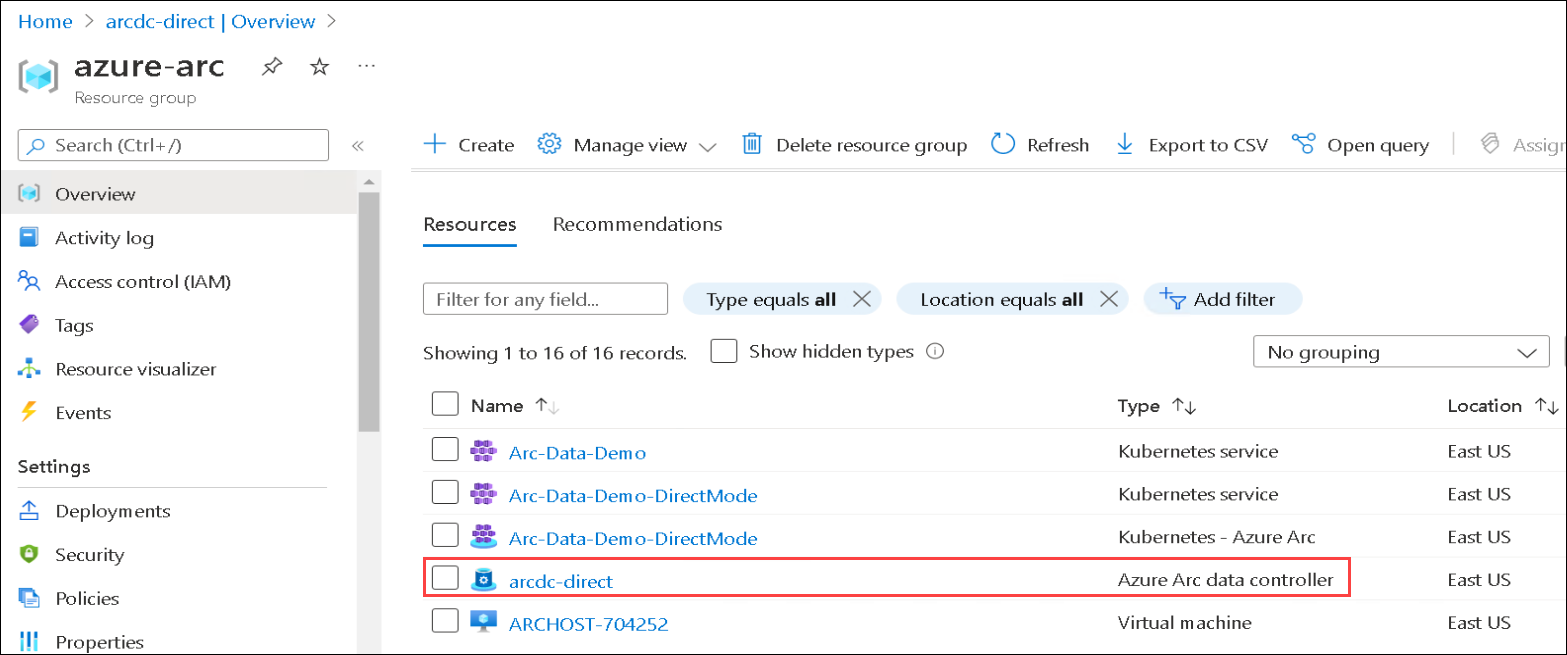 Home > arcdc-direct | Overview >
azure-arc ...
Resource group
Search (Ctrl+/) «
Create Manage view Delete resource group Refresh Export to CSV Open query
Overview
Activity log
Access control (IAM)
Tags
Resource visualizer
Events
Settings
Deployments
Security
Policies
Properties
Resources Recommendations
Filter for any field... Type equals all Location equals all Add filter
Showing 1 to 16 of 16 records. Show hidden types No grouping
Name Type Location
Arc-Data-Demo Kubernetes service East US
Arc-Data-Demo-DirectMode Kubernetes service East US
Arc-Data-Demo-DirectMode Kubernetes - Azure Arc East US
arcdc-direct Azure Arc data controller East US
ARCHOST-704252 Virtual machine East US